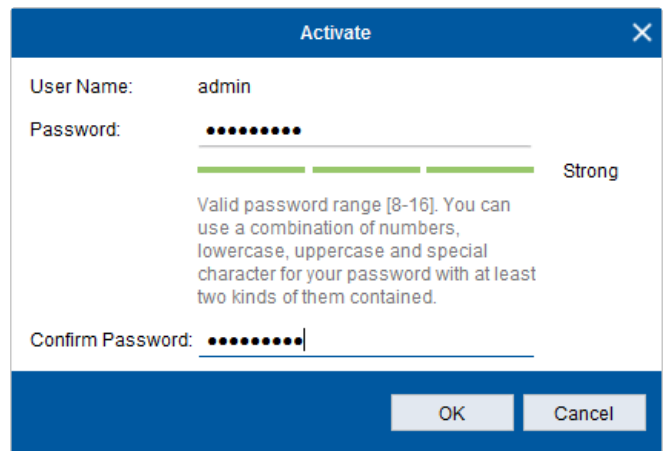 Activate
User Name: admin
Password: •••••••••
Strong
Valid password range [8-16]. You can
use a combination of numbers,
lowercase, uppercase and special
character for your password with at least
two kinds of them contained.
Confirm Password: •••••••••
OK Cancel